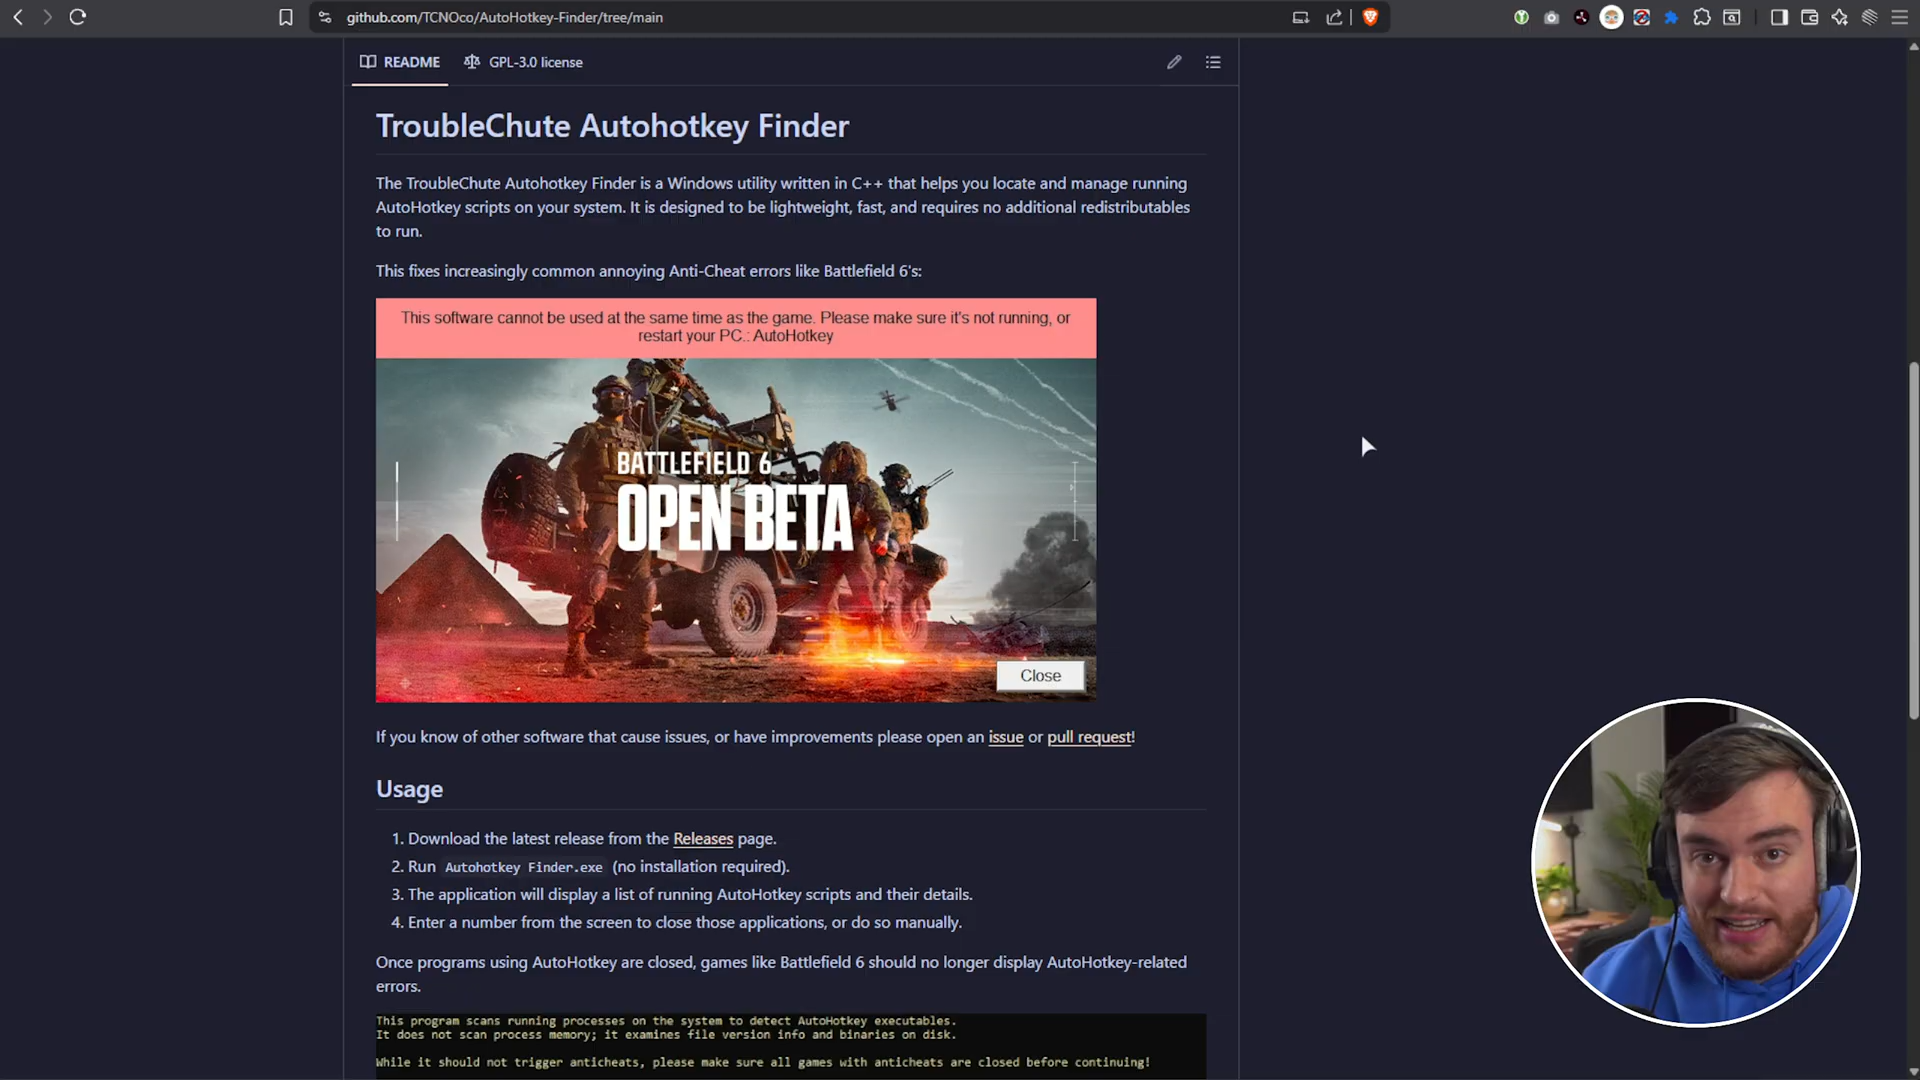 github.com/TCNOco/AutoHotkey-Finder/tree/main
README
GPL-3.0 license
TroubleChute Autohotkey Finder
The TroubleChute Autohotkey Finder is a Windows utility written in C++ that helps you locate and manage running
AutoHotkey scripts on your system. It is designed to be lightweight, fast, and requires no additional redistributables
to run.
This fixes increasingly common annoying Anti-Cheat errors like Battlefield 6's:
This software cannot be used at the same time as the game. Please make sure it's not running, or
restart your PC.: AutoHotkey
BATTLEFIELD 6
OPEN BETA
Close
If you know of other software that cause issues, or have improvements please open an issue or pull request!
Usage
1. Download the latest release from the Releases page.
2. Run Autohotkey Finder.exe (no installation required).
3. The application will display a list of running AutoHotkey scripts and their details.
4. Enter a number from the screen to close those applications, or do so manually.
Once programs using AutoHotkey are closed, games like Battlefield 6 should no longer display AutoHotkey-related
errors.
This program scans running processes on the system to detect AutoHotkey executables.
It does not scan process memory; it examines file version info and binaries on disk.
While it should not trigger anticheats, please make sure all games with anticheats are closed before continuing!